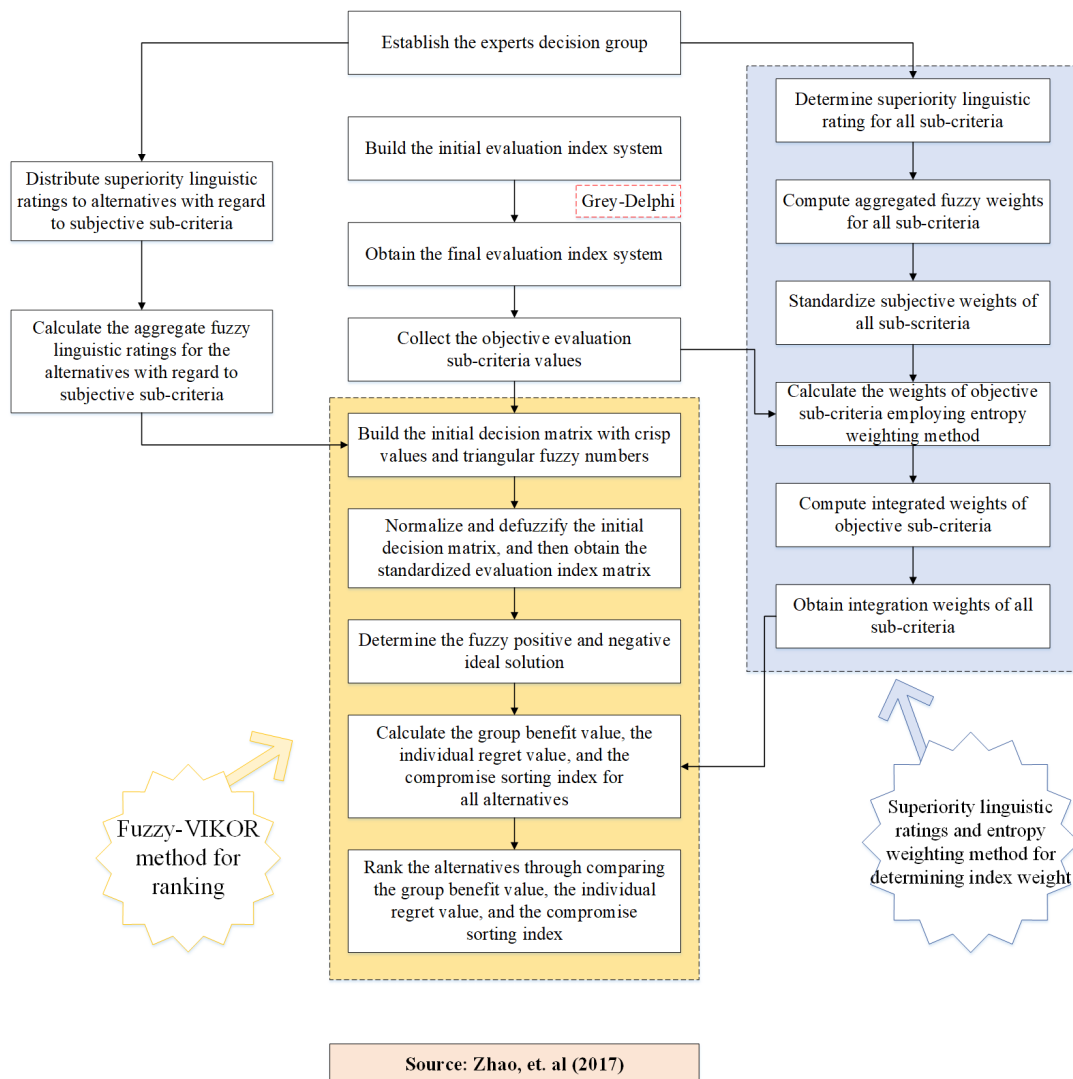 Establish the experts decision group
Build the initial evaluation index system
Grey-Delphi
Obtain the final evaluation index system
Collect the objective evaluation
sub-criteria values
Distribute superiority linguistic
ratings to alternatives with regard
to subjective sub-criteria
Calculate the aggregate fuzzy
linguistic ratings for the
alternatives with regard to
subjective sub-criteria
Determine superiority linguistic
rating for all sub-criteria
Compute aggregated fuzzy weights
for all sub-criteria
Standardize subjective weights of
all sub-scriteria
Calculate the weights of objective
sub-criteria employing entropy
weighting method
Compute integrated weights of
objective sub-criteria
Obtain integration weights of all
sub-criteria
Build the initial decision matrix with crisp
values and triangular fuzzy numbers
Normalize and defuzzify the initial
decision matrix, and then obtain the
standardized evaluation index matrix
Determine the fuzzy positive and negative
ideal solution
Calculate the group benefit value, the
individual regret value, and the
compromise sorting index for
all alternatives
Rank the alternatives through comparing
the group benefit value, the individual
regret value, and the compromise
sorting index
Fuzzy-VIKOR
method for
ranking
Superiority linguistic
ratings and entropy
weighting method for
determining index weight
Source: Zhao, et. al (2017)